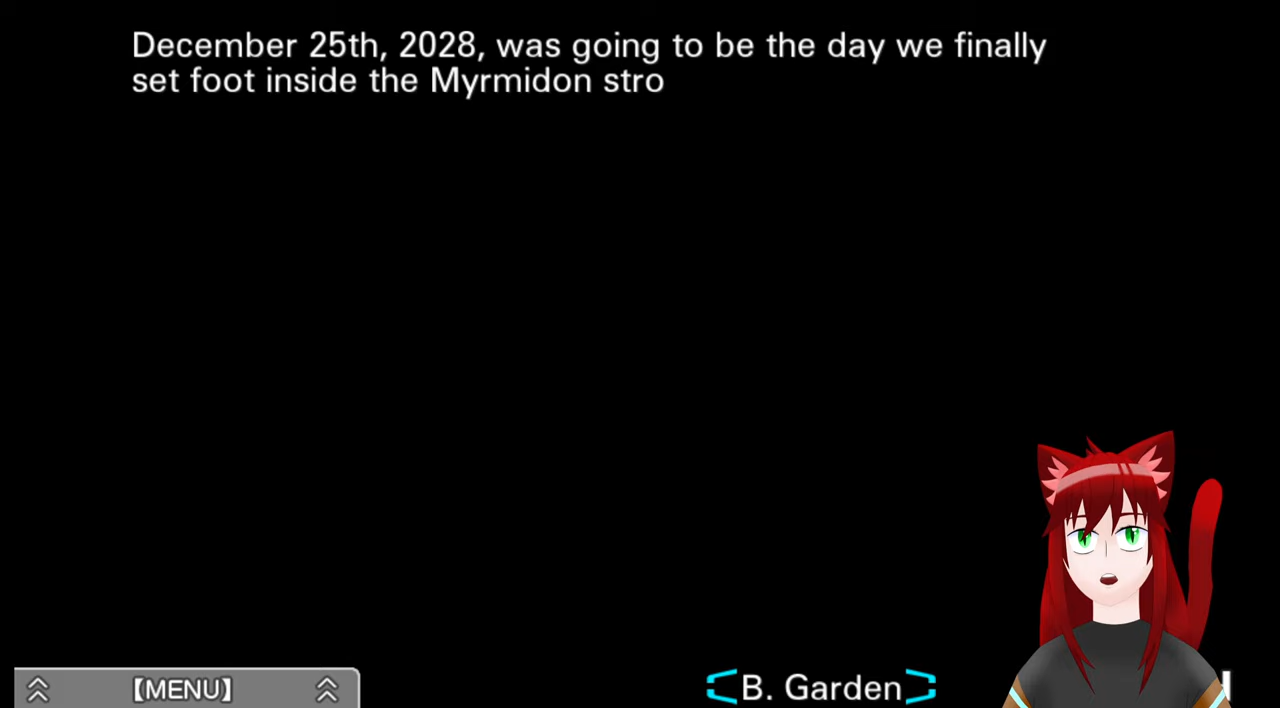 December 25th, 2028, was going to be the day we finally
set foot inside the Myrmidon stro
【MENU】
B. Garden